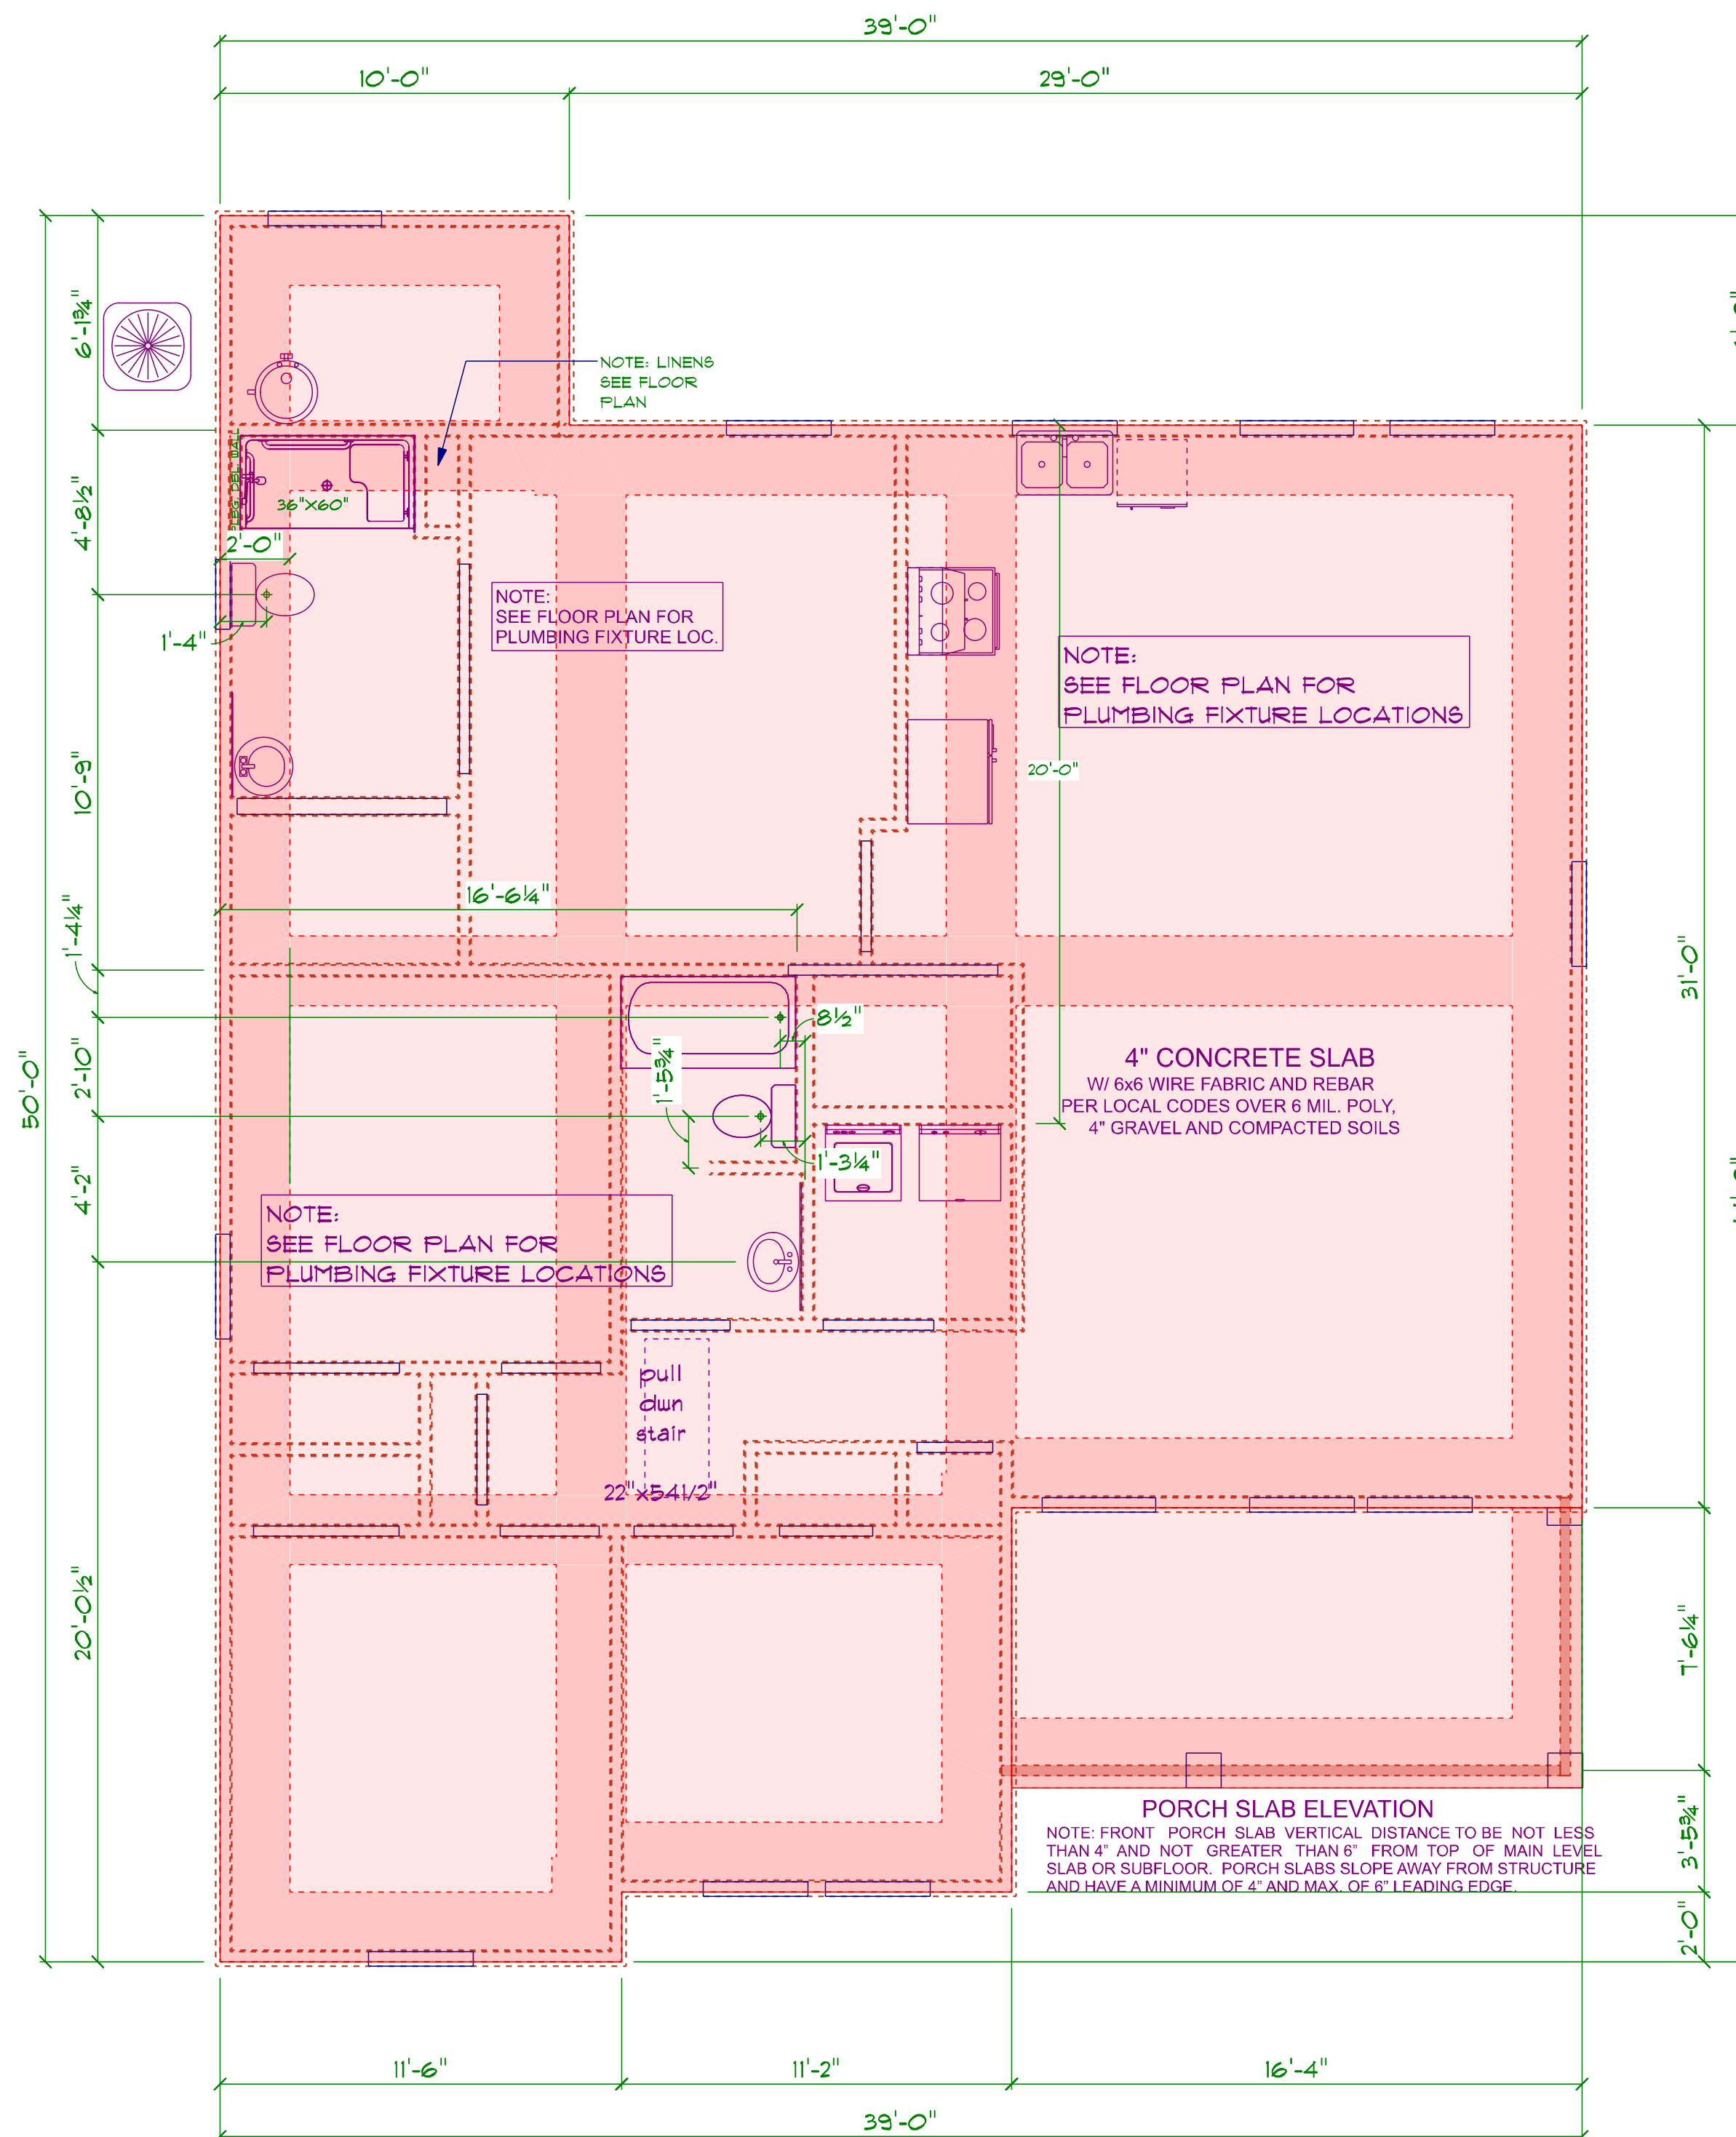 39'-0"
10'-0"
29'-0"
6'-1¾"
NOTE: LINENS
SEE FLOOR
PLAN
4'-8½"
PLBG. DBL WALL
36"X60"
2'-0"
NOTE:
SEE FLOOR PLAN FOR
PLUMBING FIXTURE LOC.
1'-4"
NOTE:
SEE FLOOR PLAN FOR
PLUMBING FIXTURE LOCATIONS
10'-9"
20'-0"
16'-6¼"
1'-4¼"
31'-0"
50'-0"
8½"
2'-10"
1'-5¾"
4" CONCRETE SLAB
W/ 6x6 WIRE FABRIC AND REBAR
PER LOCAL CODES OVER 6 MIL. POLY,
4" GRAVEL AND COMPACTED SOILS
1'-3¼"
4'-2"
NOTE:
SEE FLOOR PLAN FOR
PLUMBING FIXTURE LOCATIONS
pull
dwn
stair
22"x541/2"
20'-0½"
7'-6¼"
PORCH SLAB ELEVATION
NOTE: FRONT PORCH SLAB VERTICAL DISTANCE TO BE NOT LESS
THAN 4" AND NOT GREATER THAN 6" FROM TOP OF MAIN LEVEL
SLAB OR SUBFLOOR. PORCH SLABS SLOPE AWAY FROM STRUCTURE
AND HAVE A MINIMUM OF 4" AND MAX. OF 6" LEADING EDGE.
3'-5¾"
2'-0"
11'-6"
11'-2"
16'-4"
39'-0"